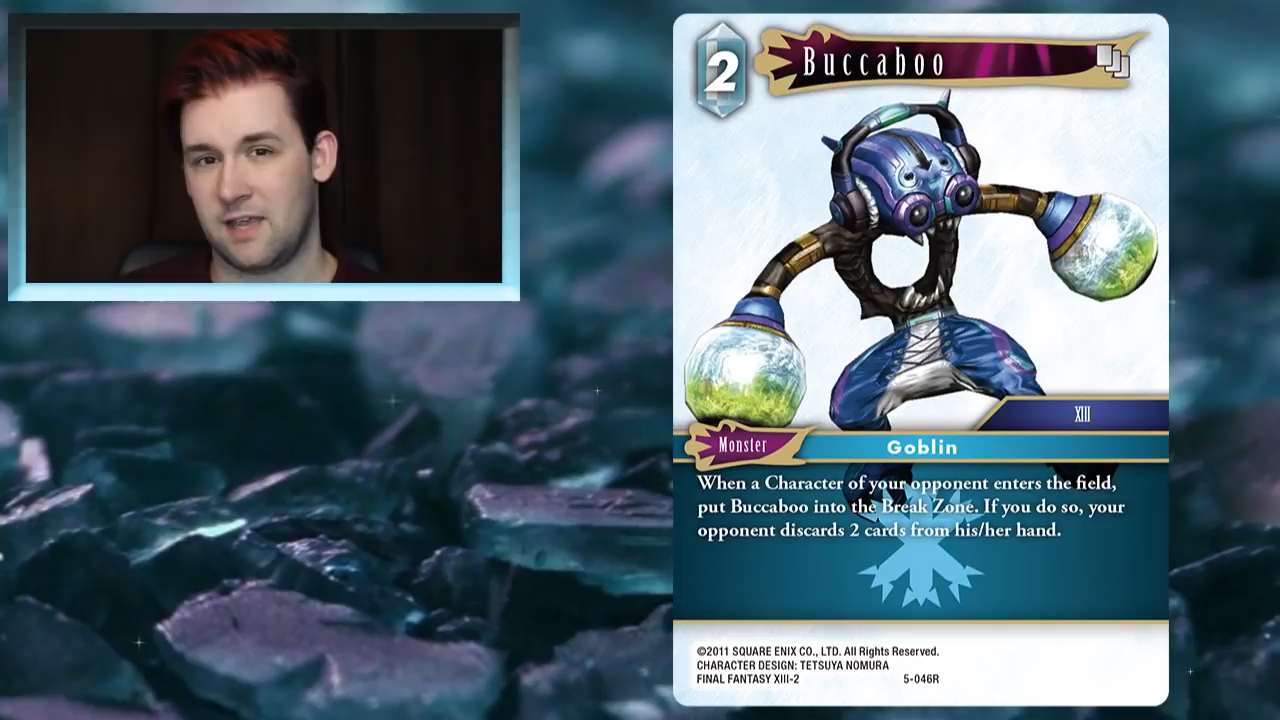 2
Buccaboo
XIII
Monster
Goblin
When a Character of your opponent enters the field,
put Buccaboo into the Break Zone. If you do so, your
opponent discards 2 cards from his/her hand.
©2011 SQUARE ENIX CO., LTD. All Rights Reserved.
CHARACTER DESIGN: TETSUYA NOMURA
FINAL FANTASY XIII-2 5-046R